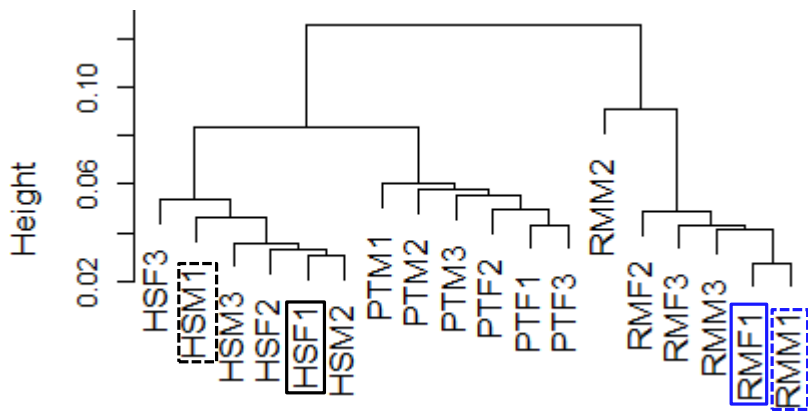 Height
0.10
0.06
0.02
HSF3
HSM1
HSM3
HSF2
HSF1
HSM2
PTM1
PTM2
PTM3
PTF2
PTF1
PTF3
RMM2
RMF2
RMF3
RMM3
RMF1
RMM1